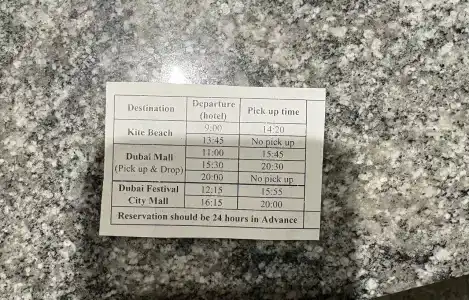 Destination Departure (hotel) Pick up time
Kite Beach 9:00 14:20
13:45 No pick up
Dubai Mall (Pick up & Drop) 11:00 15:45
15:30 20:30
20:00 No pick up
Dubai Festival City Mall 12:15 15:55
16:15 20:00
Reservation should be 24 hours in Advance